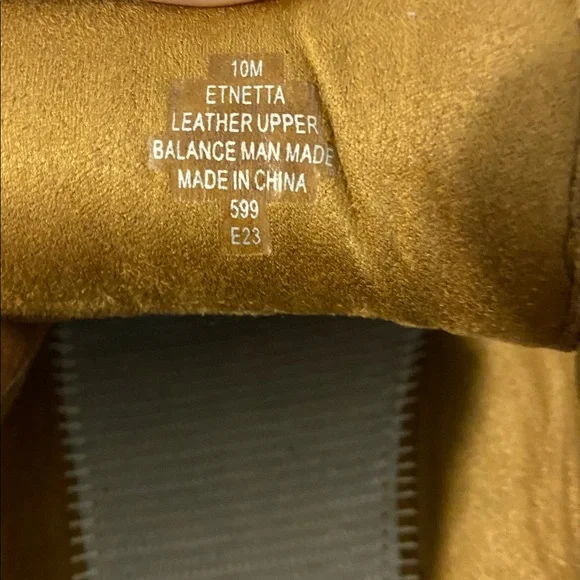 10M
ETNETTA
LEATHER UPPER
BALANCE MAN MADE
MADE IN CHINA
599
E23